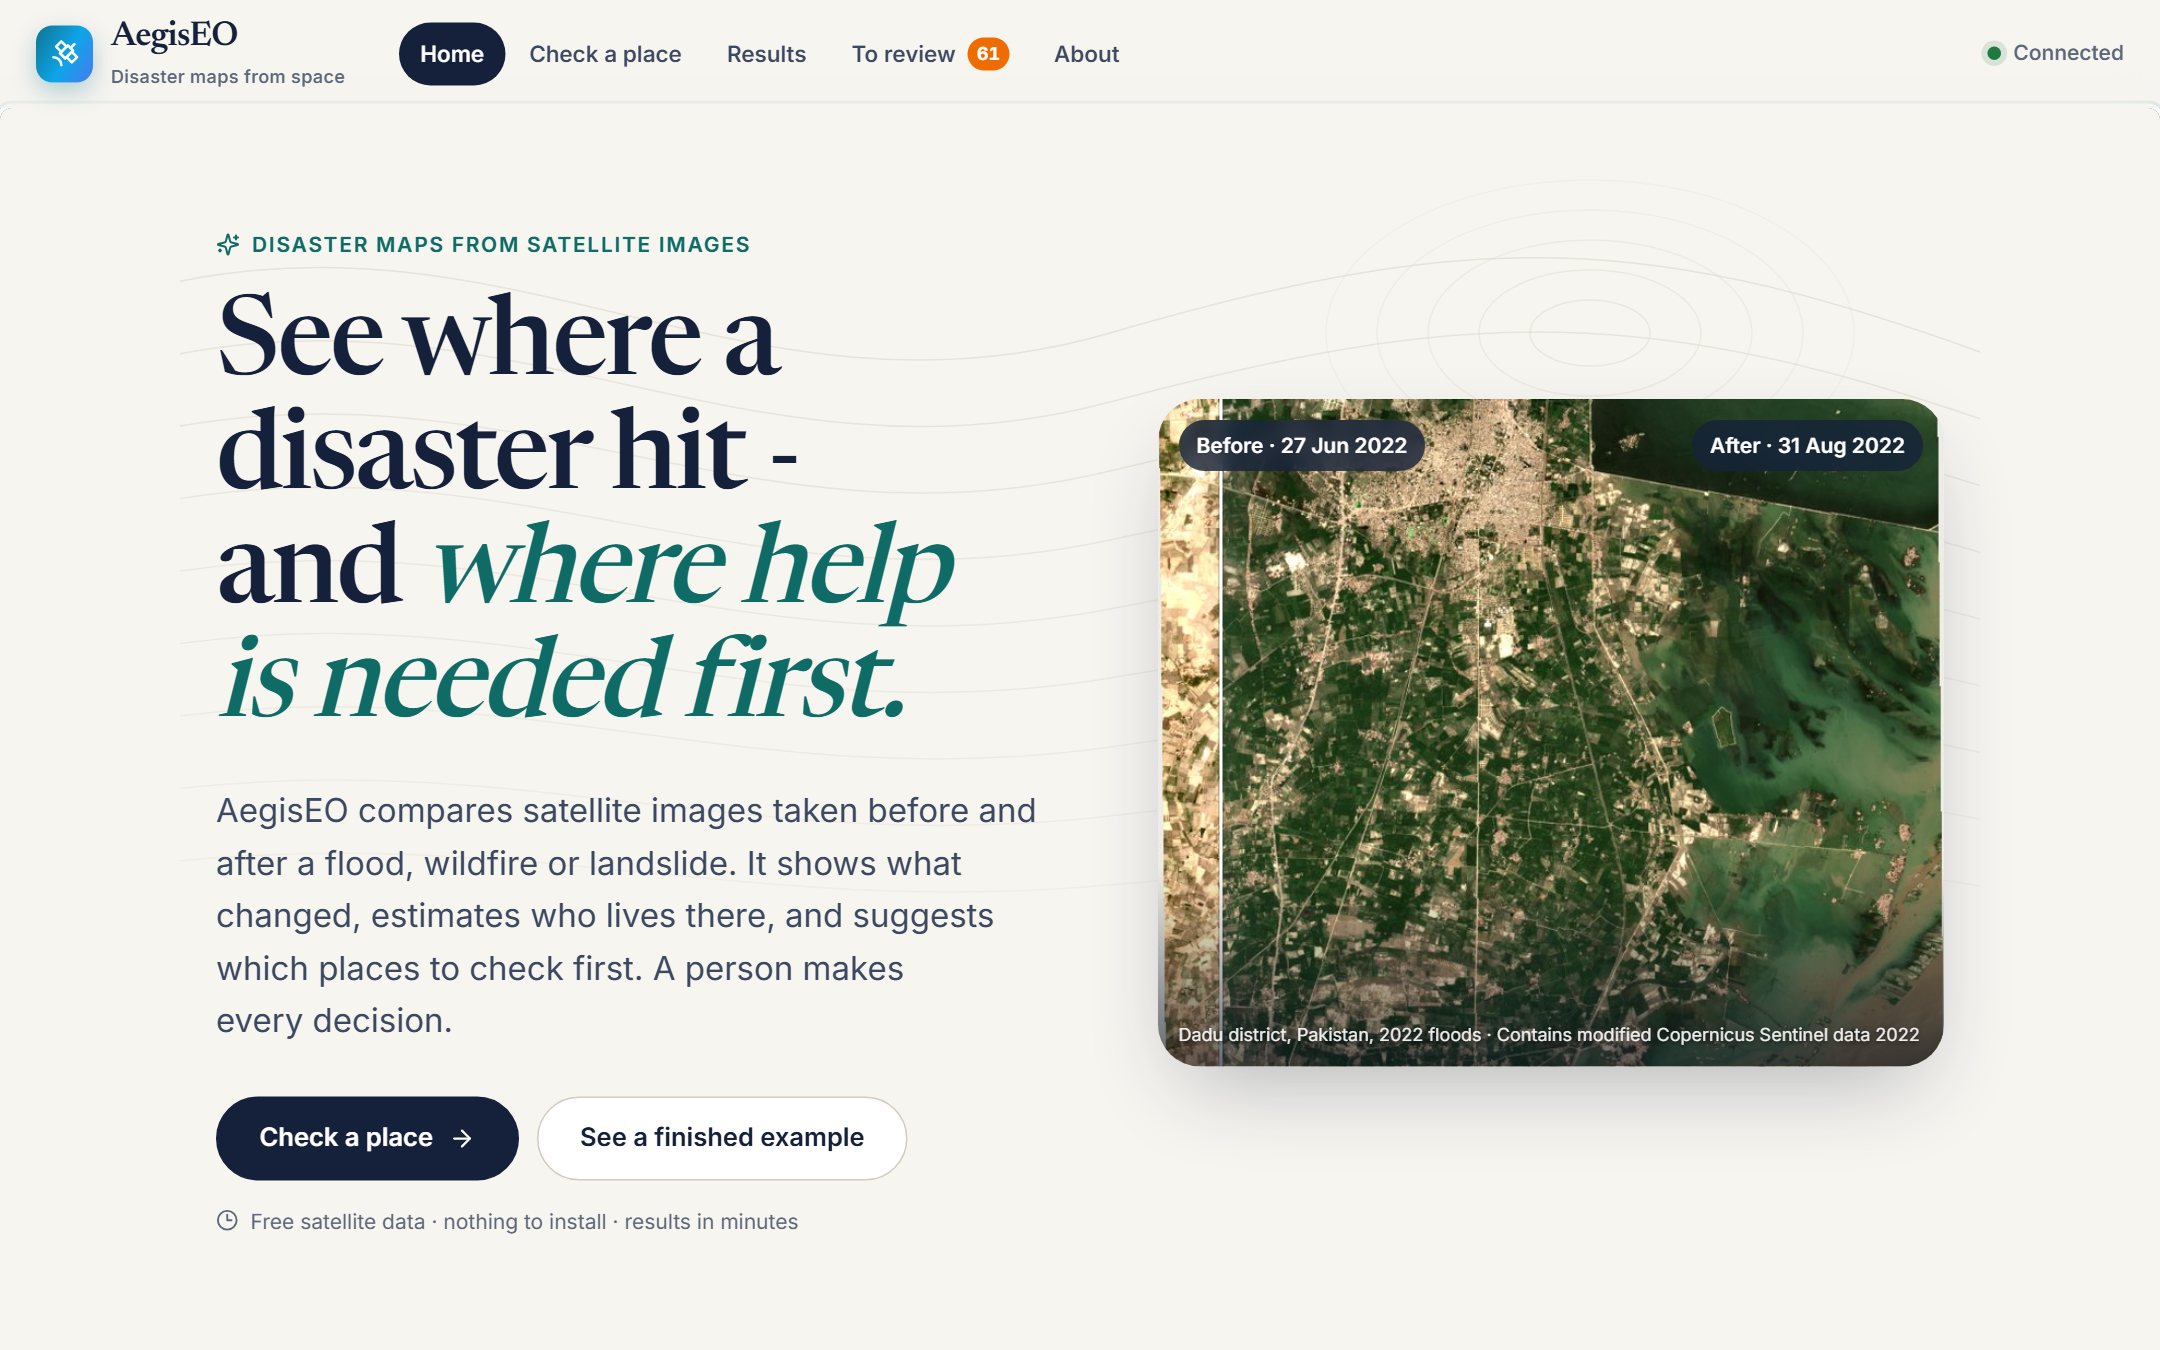 AegisEO
Disaster maps from space
Home
Check a place
Results
To review 61
About
Connected
DISASTER MAPS FROM SATELLITE IMAGES
See where a
disaster hit -
and where help
is needed first.
AegisEO compares satellite images taken before and
after a flood, wildfire or landslide. It shows what
changed, estimates who lives there, and suggests
which places to check first. A person makes
every decision.
Check a place
See a finished example
Free satellite data · nothing to install · results in minutes
Before · 27 Jun 2022
After · 31 Aug 2022
Dadu district, Pakistan, 2022 floods · Contains modified Copernicus Sentinel data 2022